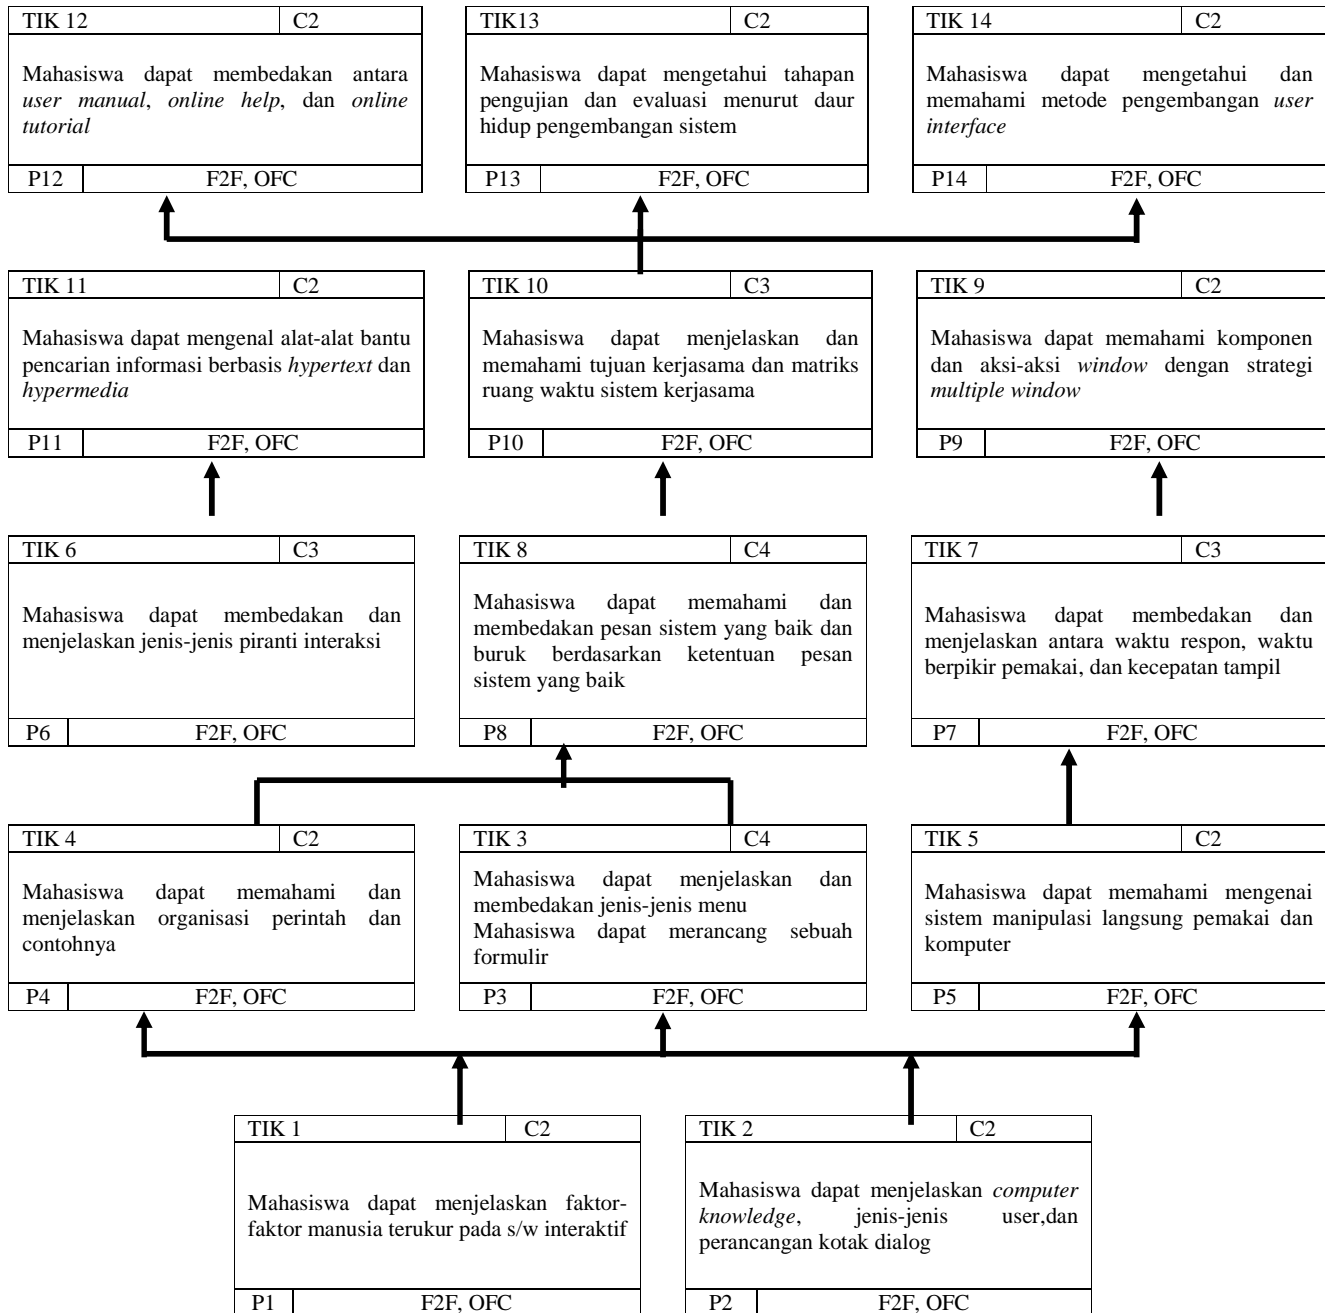 TIK 12 C2
Mahasiswa dapat membedakan antara
user manual, online help, dan online
tutorial
P12 F2F, OFC
TIK13 C2
Mahasiswa dapat mengetahui tahapan
pengujian dan evaluasi menurut daur
hidup pengembangan sistem
P13 F2F, OFC
TIK 14 C2
Mahasiswa dapat mengetahui dan
memahami metode pengembangan user
interface
P14 F2F, OFC
TIK 11 C2
Mahasiswa dapat mengenal alat-alat bantu
pencarian informasi berbasis hypertext dan
hypermedia
P11 F2F, OFC
TIK 10 C3
Mahasiswa dapat menjelaskan dan
memahami tujuan kerjasama dan matriks
ruang waktu sistem kerjasama
P10 F2F, OFC
TIK 9 C2
Mahasiswa dapat memahami komponen
dan aksi-aksi window dengan strategi
multiple window
P9 F2F, OFC
TIK 6 C3
Mahasiswa dapat membedakan dan
menjelaskan jenis-jenis piranti interaksi
P6 F2F, OFC
TIK 8 C4
Mahasiswa dapat memahami dan
membedakan pesan sistem yang baik dan
buruk berdasarkan ketentuan pesan
sistem yang baik
P8 F2F, OFC
TIK 7 C3
Mahasiswa dapat membedakan dan
menjelaskan antara waktu respon, waktu
berpikir pemakai, dan kecepatan tampil
P7 F2F, OFC
TIK 4 C2
Mahasiswa dapat memahami dan
menjelaskan organisasi perintah dan
contohnya
P4 F2F, OFC
TIK 3 C4
Mahasiswa dapat menjelaskan dan
membedakan jenis-jenis menu
Mahasiswa dapat merancang sebuah
formulir
P3 F2F, OFC
TIK 5 C2
Mahasiswa dapat memahami mengenai
sistem manipulasi langsung pemakai dan
komputer
P5 F2F, OFC
TIK 1 C2
Mahasiswa dapat menjelaskan faktor-
faktor manusia terukur pada s/w interaktif
P1 F2F, OFC
TIK 2 C2
Mahasiswa dapat menjelaskan computer
knowledge, jenis-jenis user,dan
perancangan kotak dialog
P2 F2F, OFC